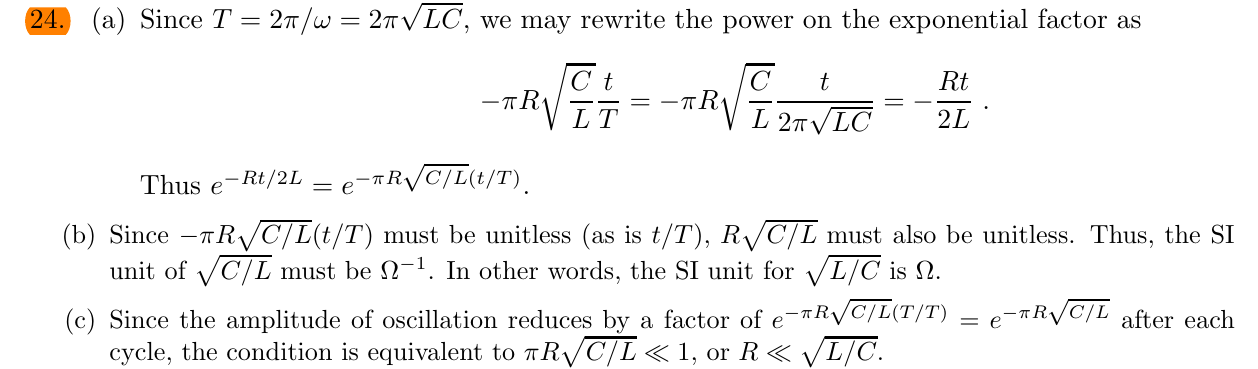 24. (a) Since T = 2π/ω = 2π√LC, we may rewrite the power on the exponential factor as
−πR√(C/L) t/T = −πR√(C/L) t/(2π√LC) = −Rt/2L .
Thus e^{−Rt/2L} = e^{−πR√C/L(t/T)}.
(b) Since −πR√C/L(t/T) must be unitless (as is t/T), R√C/L must also be unitless. Thus, the SI
unit of √C/L must be Ω^{−1}. In other words, the SI unit for √L/C is Ω.
(c) Since the amplitude of oscillation reduces by a factor of e^{−πR√C/L(T/T)} = e^{−πR√C/L} after each
cycle, the condition is equivalent to πR√C/L ≪ 1, or R ≪ √L/C.